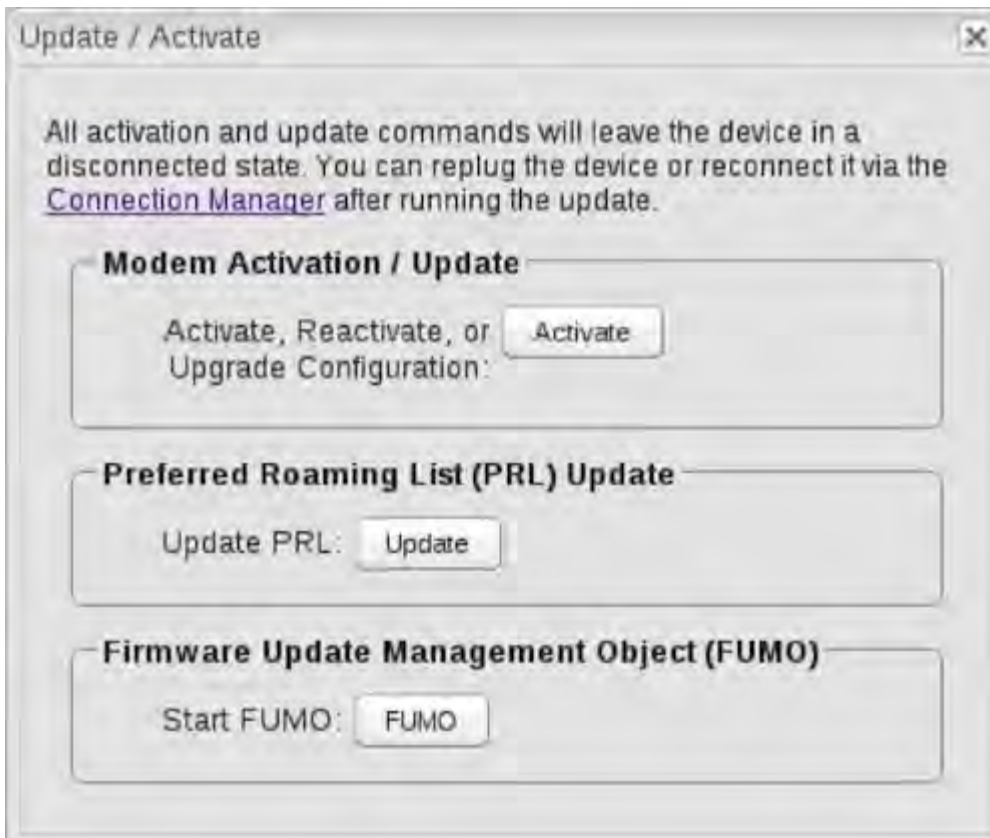 Update / Activate
All activation and update commands will leave the device in a
disconnected state. You can replug the device or reconnect it via the
Connection Manager after running the update.
Modem Activation / Update
Activate, Reactivate, or
Upgrade Configuration:
Activate
Preferred Roaming List (PRL) Update
Update PRL: Update
Firmware Update Management Object (FUMO)
Start FUMO: FUMO